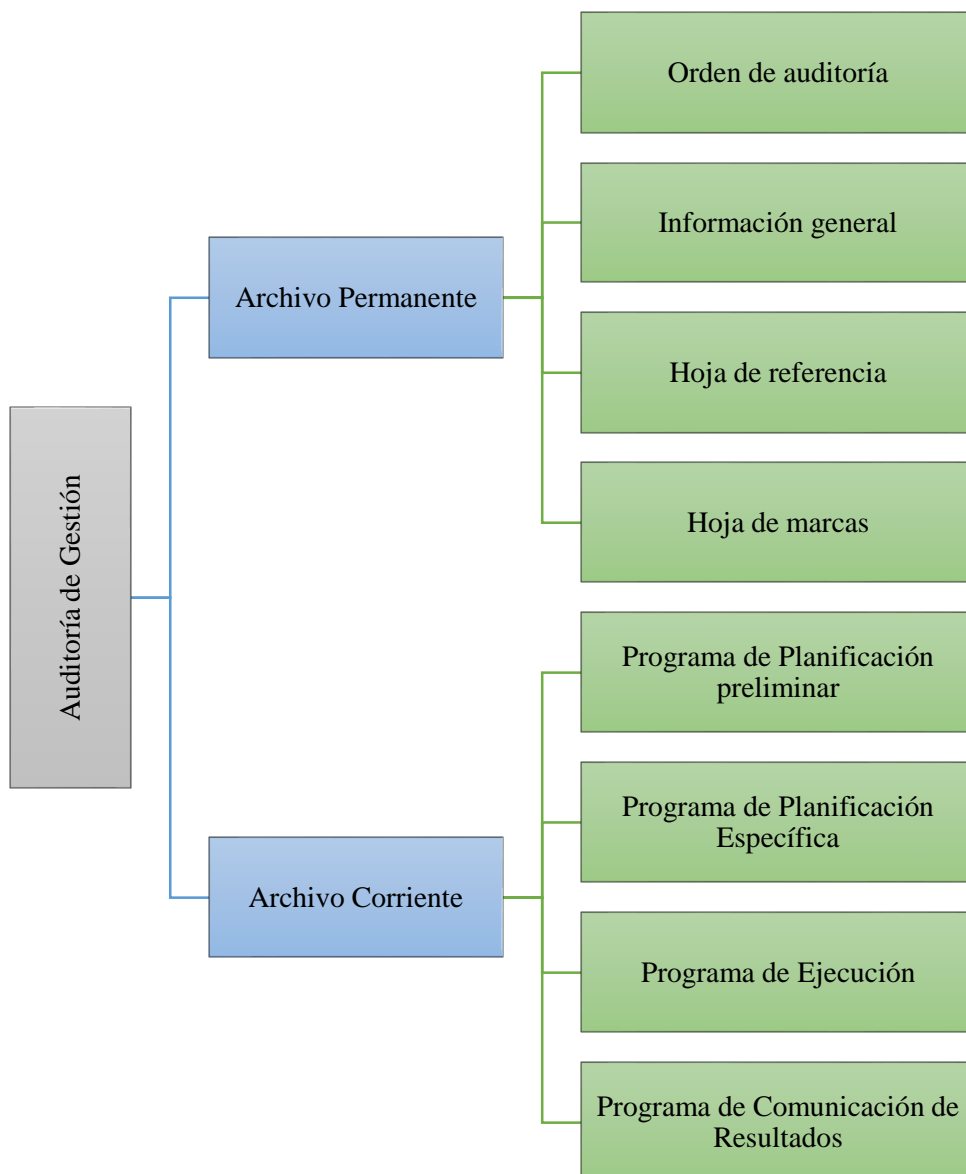 Auditoría de Gestión
Archivo Permanente
Orden de auditoría
Información general
Hoja de referencia
Hoja de marcas
Archivo Corriente
Programa de Planificación
preliminar
Programa de Planificación
Específica
Programa de Ejecución
Programa de Comunicación de
Resultados